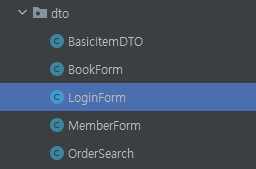 dto
BasicItemDTO
BookForm
LoginForm
MemberForm
OrderSearch